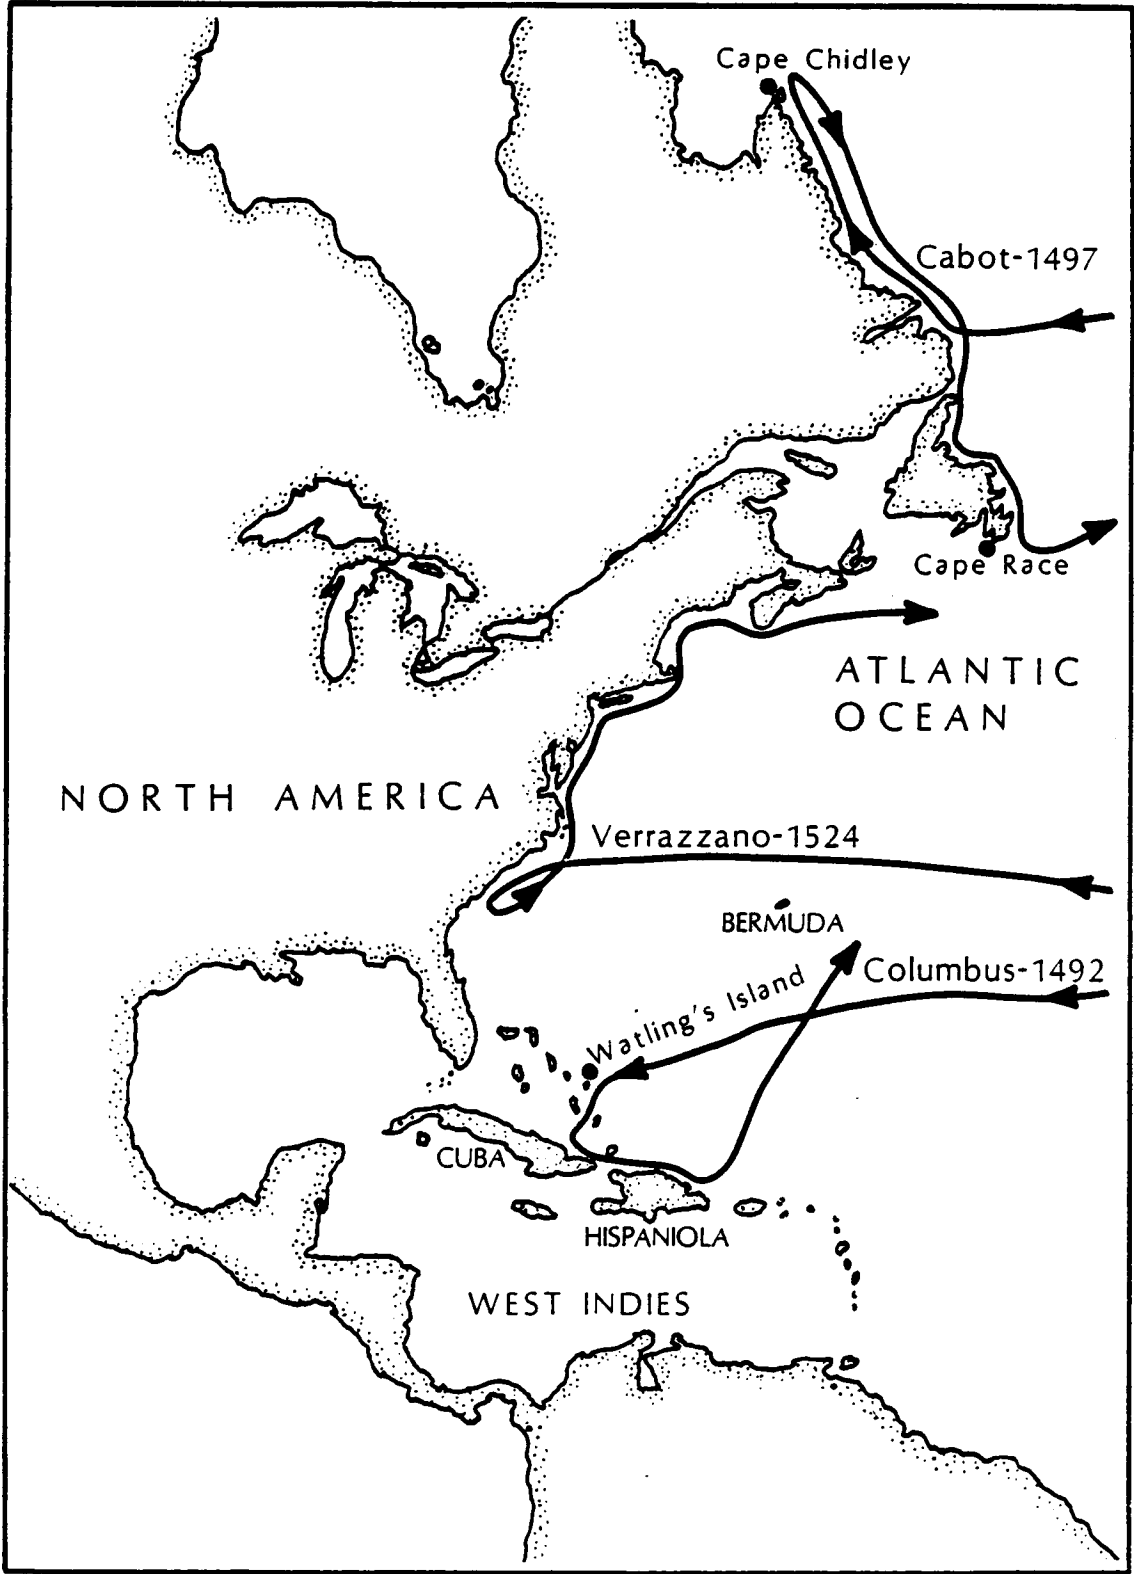 Cape Chidley
Cabot-1497
Cape Race
ATLANTIC
OCEAN
NORTH AMERICA
Verrazzano-1524
BERMUDA
Columbus-1492
Watling's Island
CUBA
HISPANIOLA
WEST INDIES